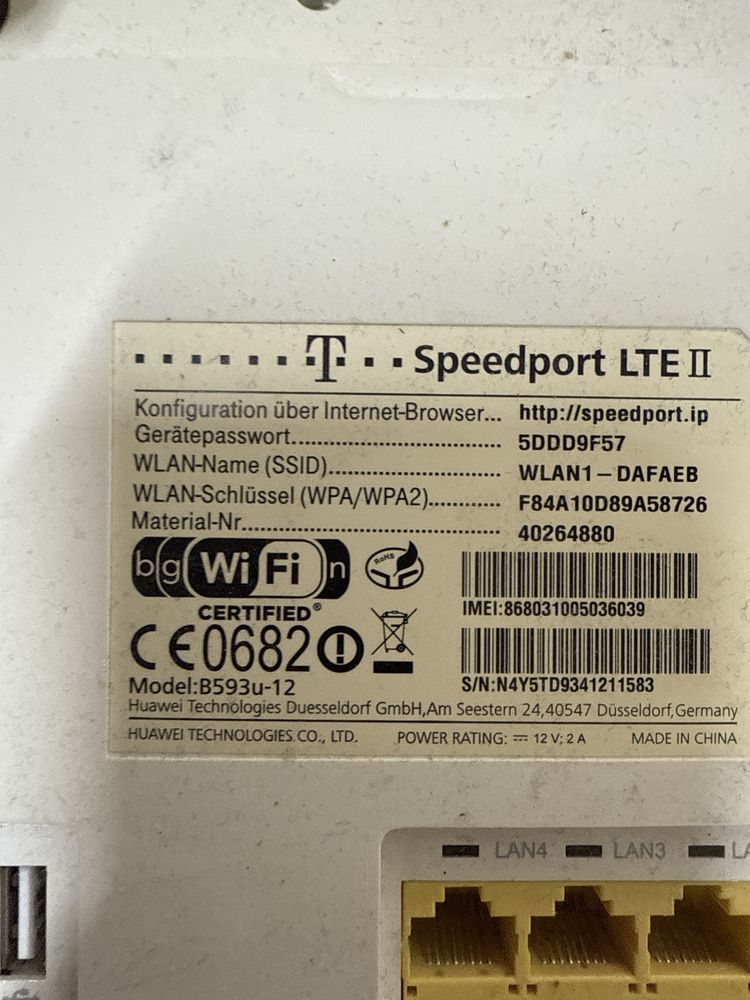 T Speedport LTE II
Konfiguration über Internet-Browser... http://speedport.ip
Gerätepasswort................................ 5DDD9F57
WLAN-Name (SSID).......................... WLAN1-DAFAEB
WLAN-Schlüssel (WPA/WPA2)........... F84A10D89A58726
Material-Nr....................................... 40264880
b g Wi Fi n
CERTIFIED®
RoHS
IMEI:868031005036039
CE0682
S/N:N4Y5TD9341211583
Model:B593u-12
Huawei Technologies Duesseldorf GmbH,Am Seestern 24,40547 Düsseldorf,Germany
HUAWEI TECHNOLOGIES CO., LTD. POWER RATING: 12 V; 2 A MADE IN CHINA
LAN4 LAN3